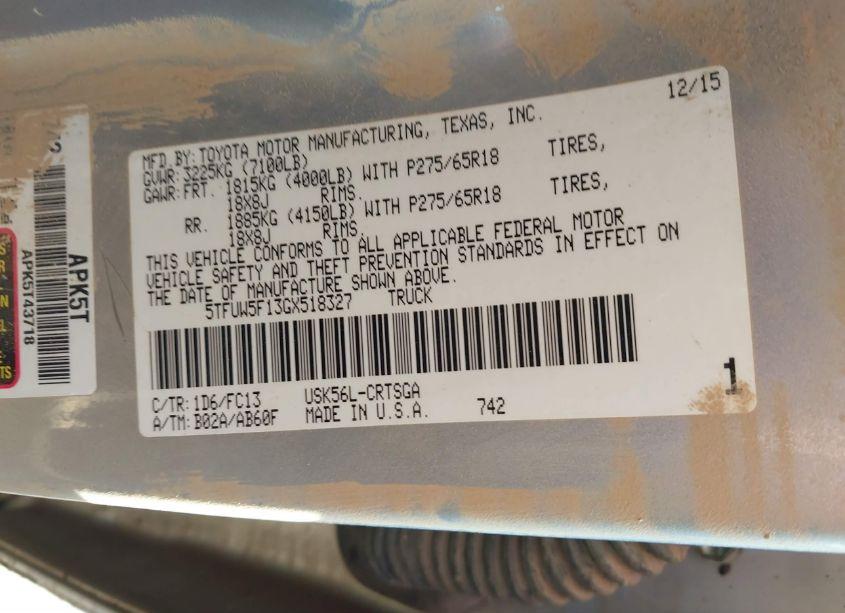 12/15
MFD. BY: TOYOTA MOTOR MANUFACTURING, TEXAS, INC.
GVWR: 3225KG (7100LB)
GAWR: FRT. 1815KG (4000LB) WITH P275/65R18 TIRES,
18X8J RIMS.
RR. 1885KG (4150LB) WITH P275/65R18 TIRES,
18X8J RIMS.
THIS VEHICLE CONFORMS TO ALL APPLICABLE FEDERAL MOTOR
VEHICLE SAFETY AND THEFT PREVENTION STANDARDS IN EFFECT ON
THE DATE OF MANUFACTURE SHOWN ABOVE.
5TFUW5F13GX518327 TRUCK
C/TR: 1D6/FC13 USK56L-CRTSGA
A/TM: B02A/AB60F MADE IN U.S.A. 742
1
APK5T
APK5T43718
lb.